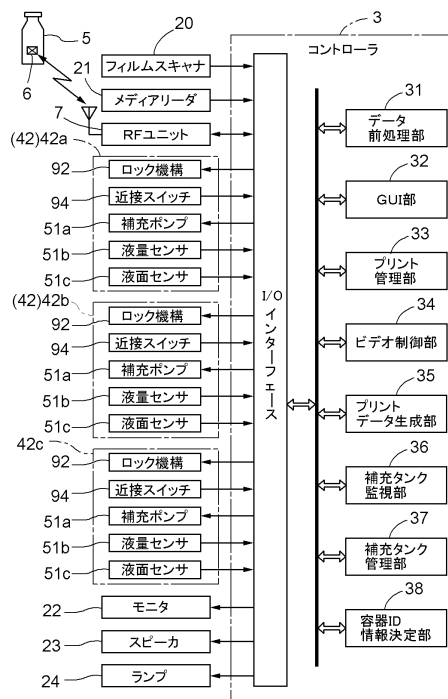 5
6
20
3
コントローラ
フィルムスキャナ
21
メディアリーダ
7
RFユニット
(42)42a
92
ロック機構
94
近接スイッチ
51a
補充ポンプ
51b
液量センサ
51c
液面センサ
(42)42b
92
ロック機構
94
近接スイッチ
51a
補充ポンプ
51b
液量センサ
51c
液面センサ
42c
92
ロック機構
94
近接スイッチ
51a
補充ポンプ
51b
液量センサ
51c
液面センサ
22
モニタ
23
スピーカ
24
ランプ
I/Oインターフェース
31
データ
前処理部
32
GUI部
33
プリント
管理部
34
ビデオ制御部
35
プリント
データ生成部
36
補充タンク
監視部
37
補充タンク
管理部
38
容器ID
情報決定部